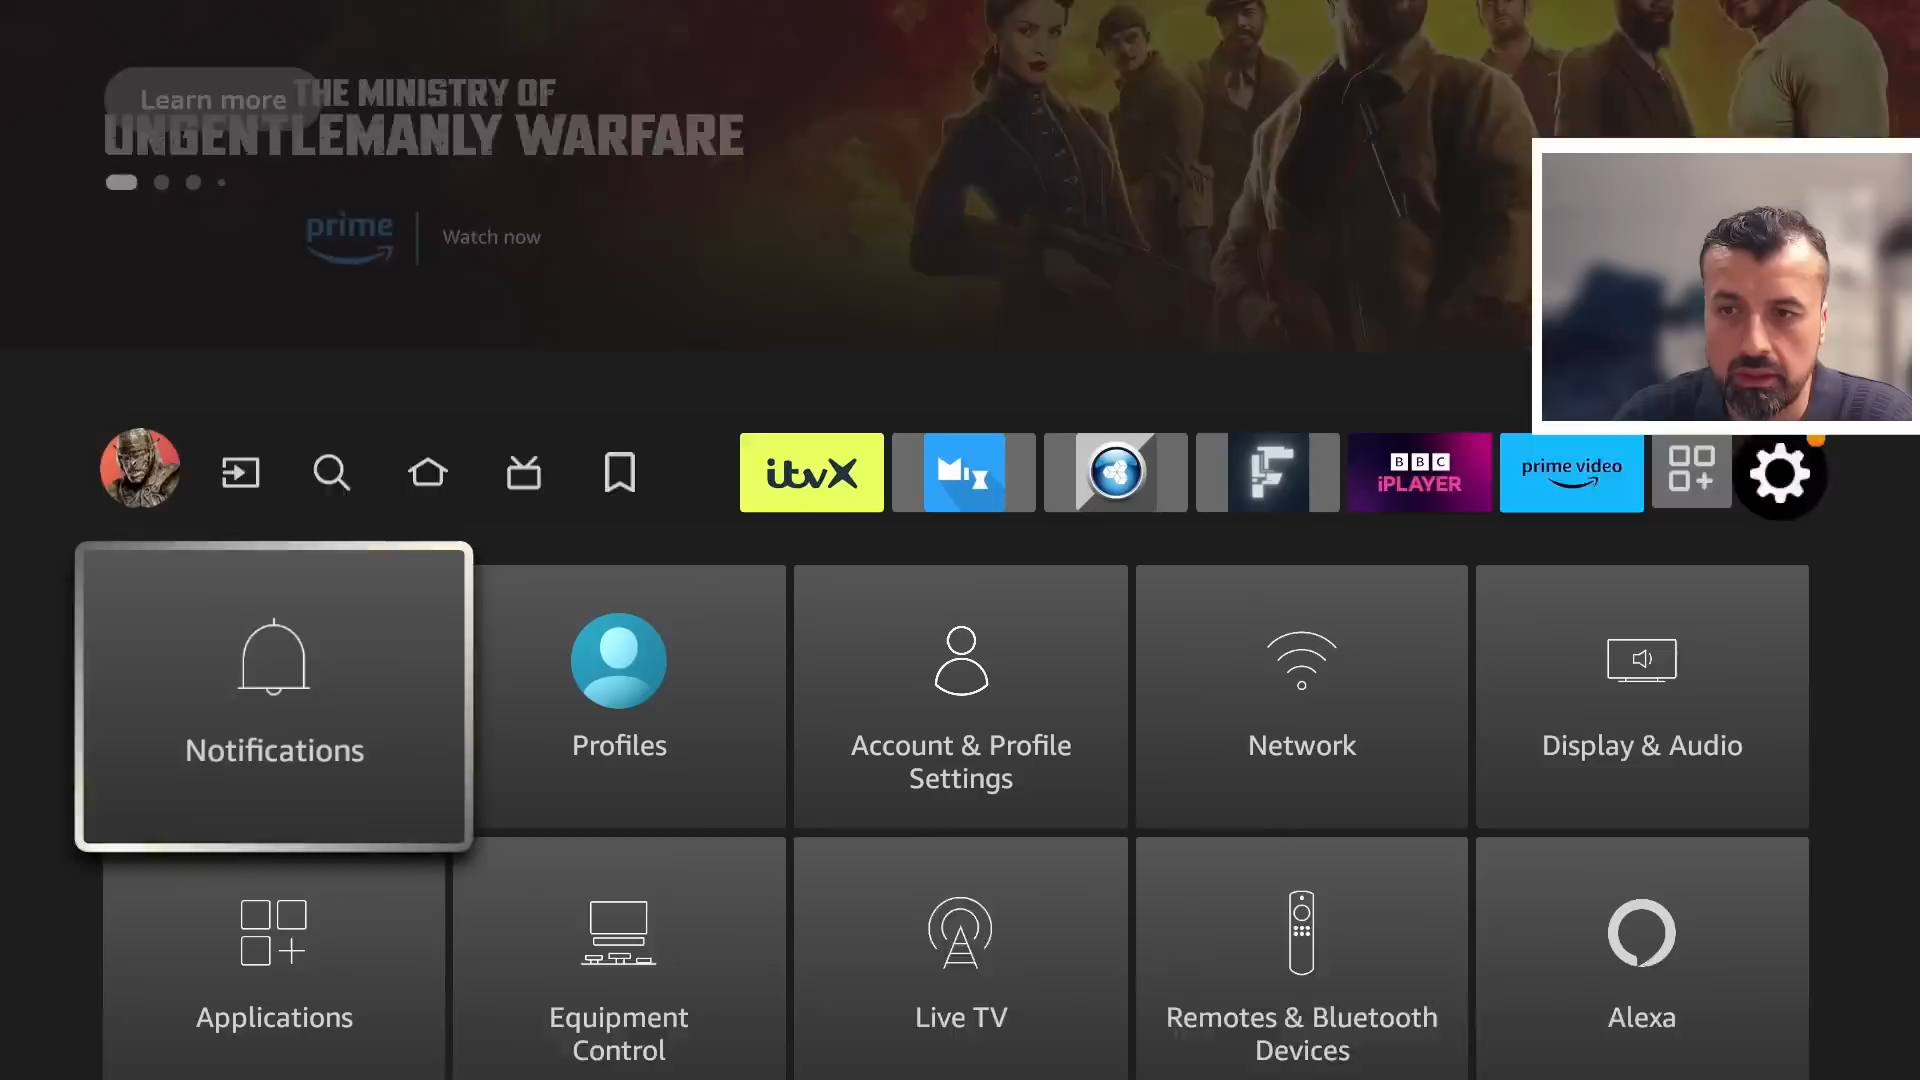 Learn more
THE MINISTRY OF
UNGENTLEMANLY WARFARE
prime
Watch now
itvX
MiX
BBC
iPLAYER
prime video
Notifications
Profiles
Account & Profile
Settings
Network
Display & Audio
Applications
Equipment
Control
Live TV
Remotes & Bluetooth
Devices
Alexa